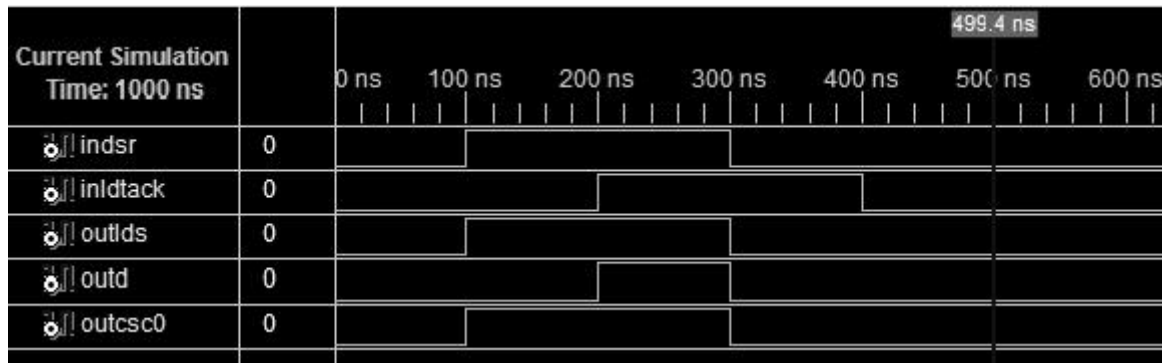 499.4 ns
Current Simulation
Time: 1000 ns
0 ns 100 ns 200 ns 300 ns 400 ns 500 ns 600 ns
indsr 0
inldtack 0
outlds 0
outd 0
outcsc0 0